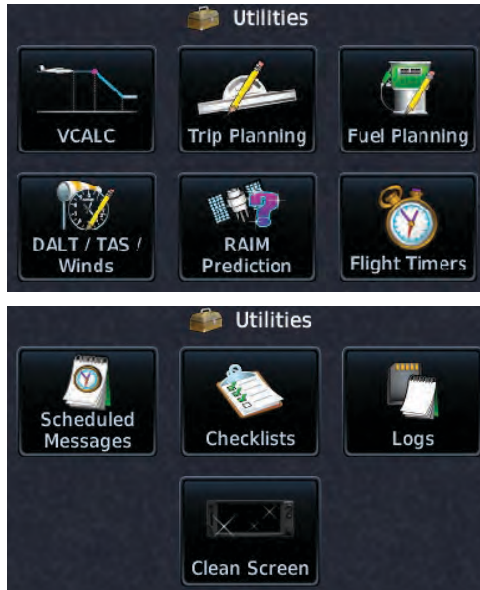 Utilities
VCALC
Trip Planning
Fuel Planning
DALT / TAS /
Winds
RAIM
Prediction
Flight Timers
Utilities
Scheduled
Messages
Checklists
Logs
Clean Screen